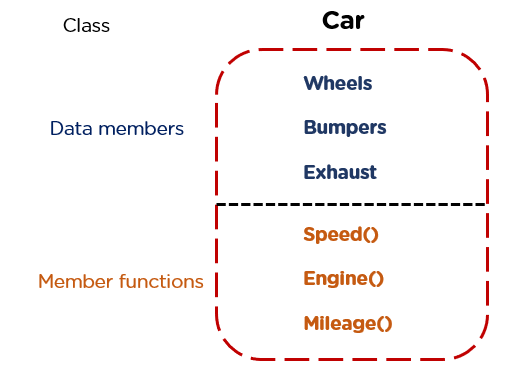 Class
Car
Wheels
Data members
Bumpers
Exhaust
Speed()
Member functions
Engine()
Mileage()